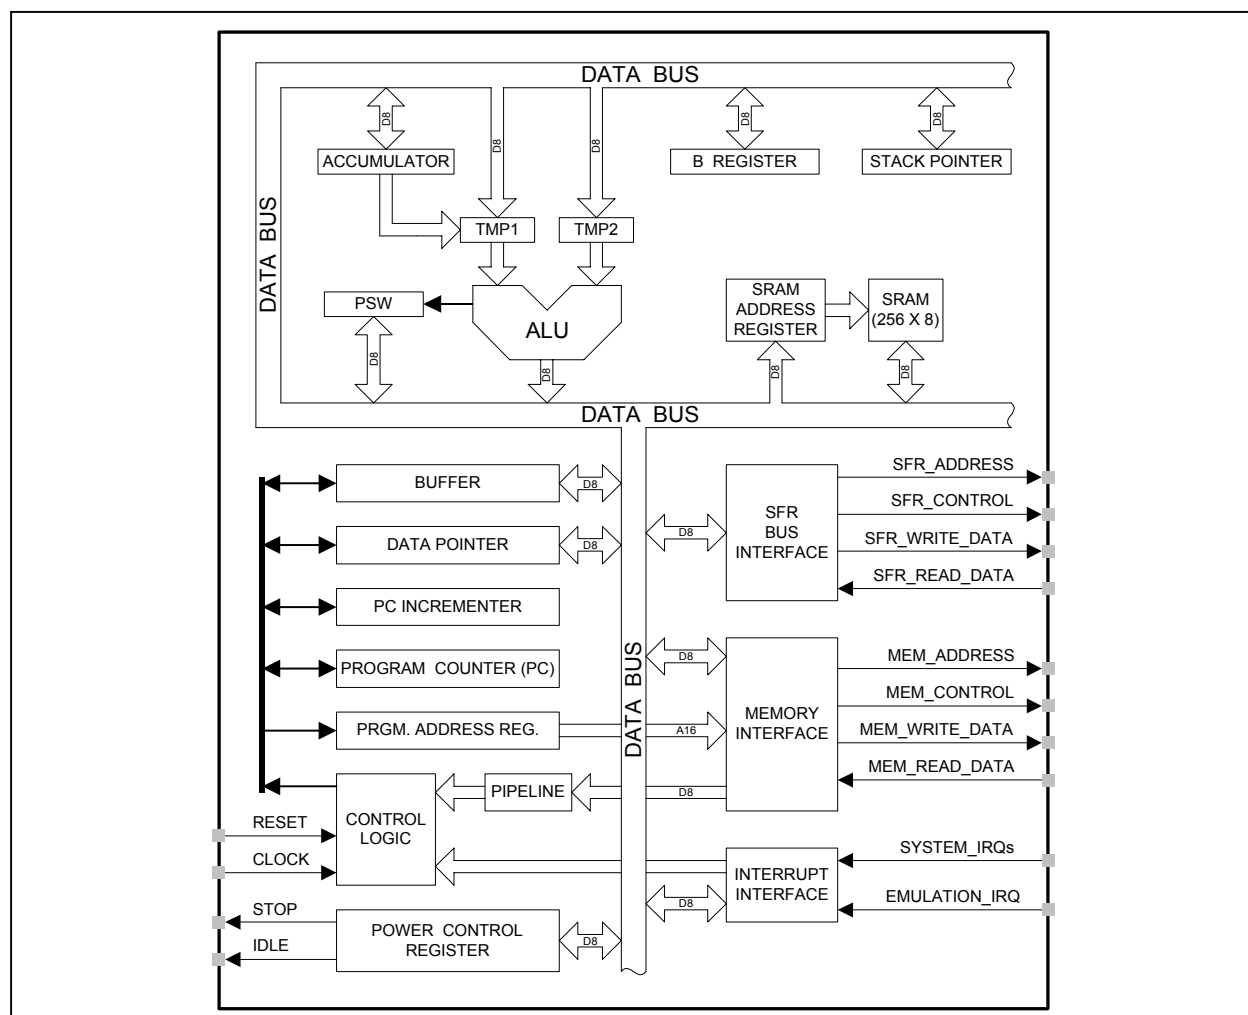 DATA BUS
D8
D8
D8
D8
D8
ACCUMULATOR
B REGISTER
STACK POINTER
DATA BUS
TMP1
TMP2
PSW
ALU
SRAM
ADDRESS
REGISTER
SRAM
(256 X 8)
D8
D8
D8
D8
DATA BUS
BUFFER
D8
DATA POINTER
D8
PC INCREMENTER
PROGRAM COUNTER (PC)
PRGM. ADDRESS REG.
A16
DATA BUS
D8
SFR
BUS
INTERFACE
SFR_ADDRESS
SFR_CONTROL
SFR_WRITE_DATA
SFR_READ_DATA
D8
MEMORY
INTERFACE
MEM_ADDRESS
MEM_CONTROL
MEM_WRITE_DATA
MEM_READ_DATA
PIPELINE
D8
RESET
CLOCK
CONTROL
LOGIC
INTERRUPT
INTERFACE
SYSTEM_IRQs
EMULATION_IRQ
D8
STOP
IDLE
POWER CONTROL
REGISTER
D8